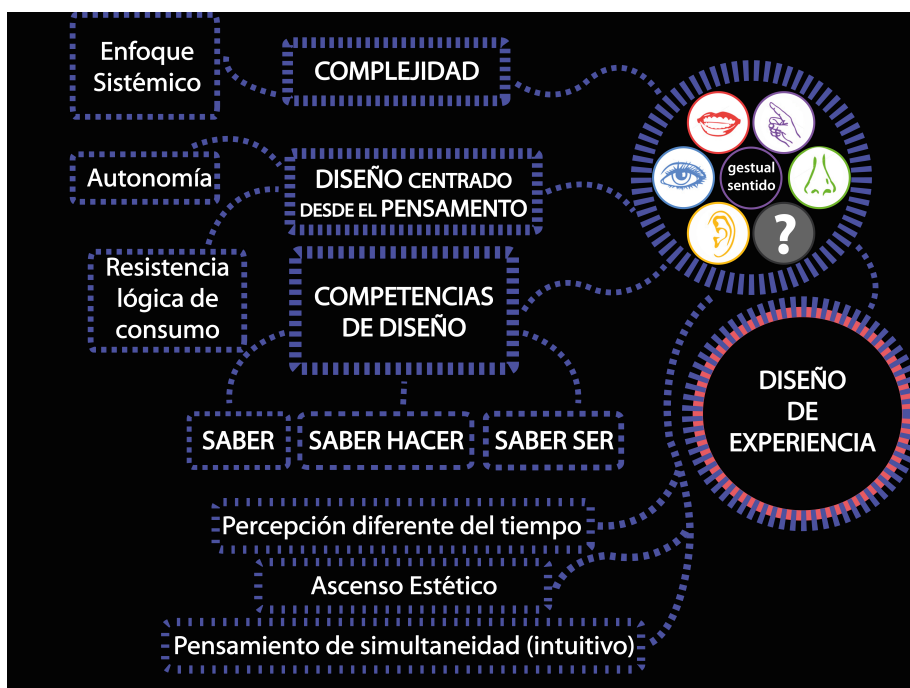 Enfoque
Sistémico
COMPLEJIDAD
Autonomía
DISEÑO CENTRADO
DESDE EL PENSAMENTO
Resistencia
lógica de
consumo
COMPETENCIAS
DE DISEÑO
SABER
SABER HACER
SABER SER
Percepción diferente del tiempo
Ascenso Estético
Pensamiento de simultaneidad (intuitivo)
gestual
sentido
?
DISEÑO
DE
EXPERIENCIA